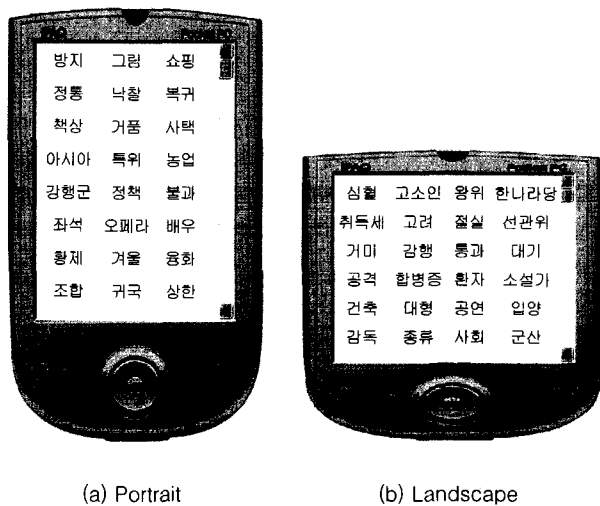 방지 그림 쇼핑
정통 낙찰 복귀
책상 거품 사택
아시아 특위 농업
강행군 정책 불과
좌석 오페라 배우
황제 겨울 융화
조합 귀국 상한
심혈 고소인 왕위 한나라당
취득세 고려 절실 선관위
거미 감행 통과 대기
공격 합병증 환자 소설가
건축 대형 공연 입양
감독 종류 사회 군산
(a) Portrait
(b) Landscape